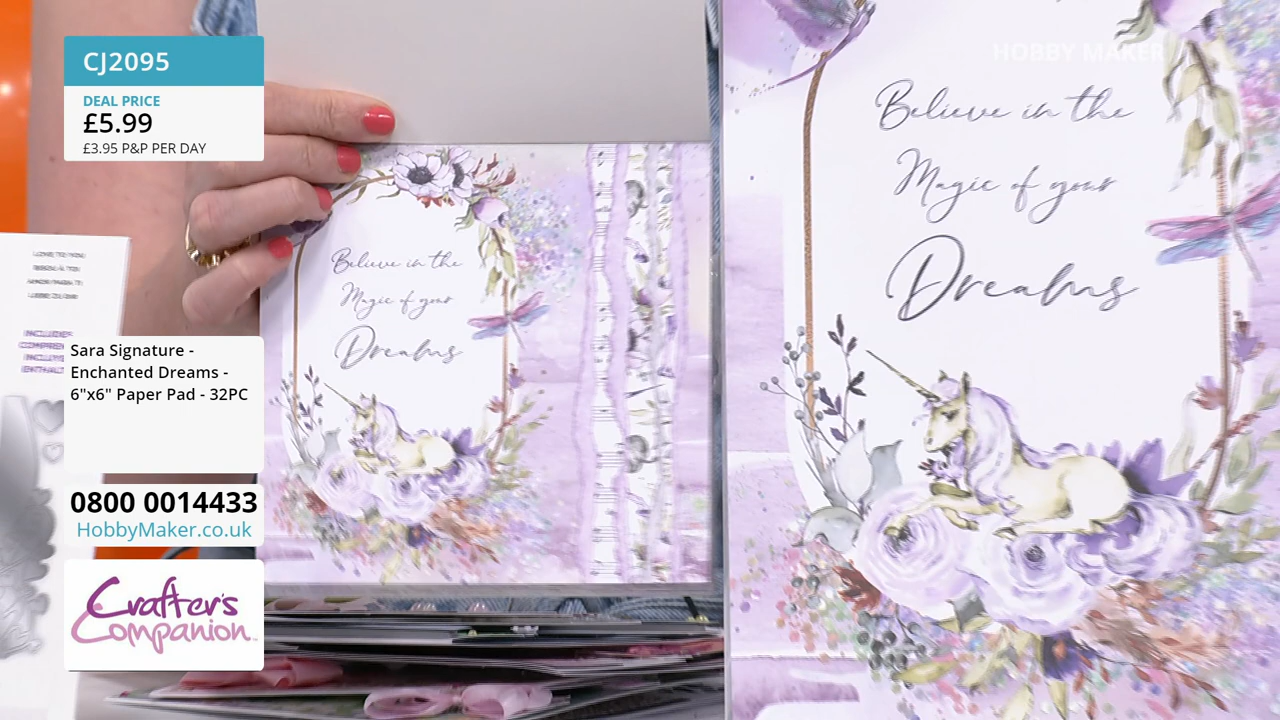 CJ2095
DEAL PRICE
£5.99
£3.95 P&P PER DAY
Sara Signature -
Enchanted Dreams -
6"x6" Paper Pad - 32PC
0800 0014433
HobbyMaker.co.uk
Crafter's
Companion
Believe in the
Magic of your
Dreams
HOBBY MAKER
Believe in the
Magic of your
Dreams